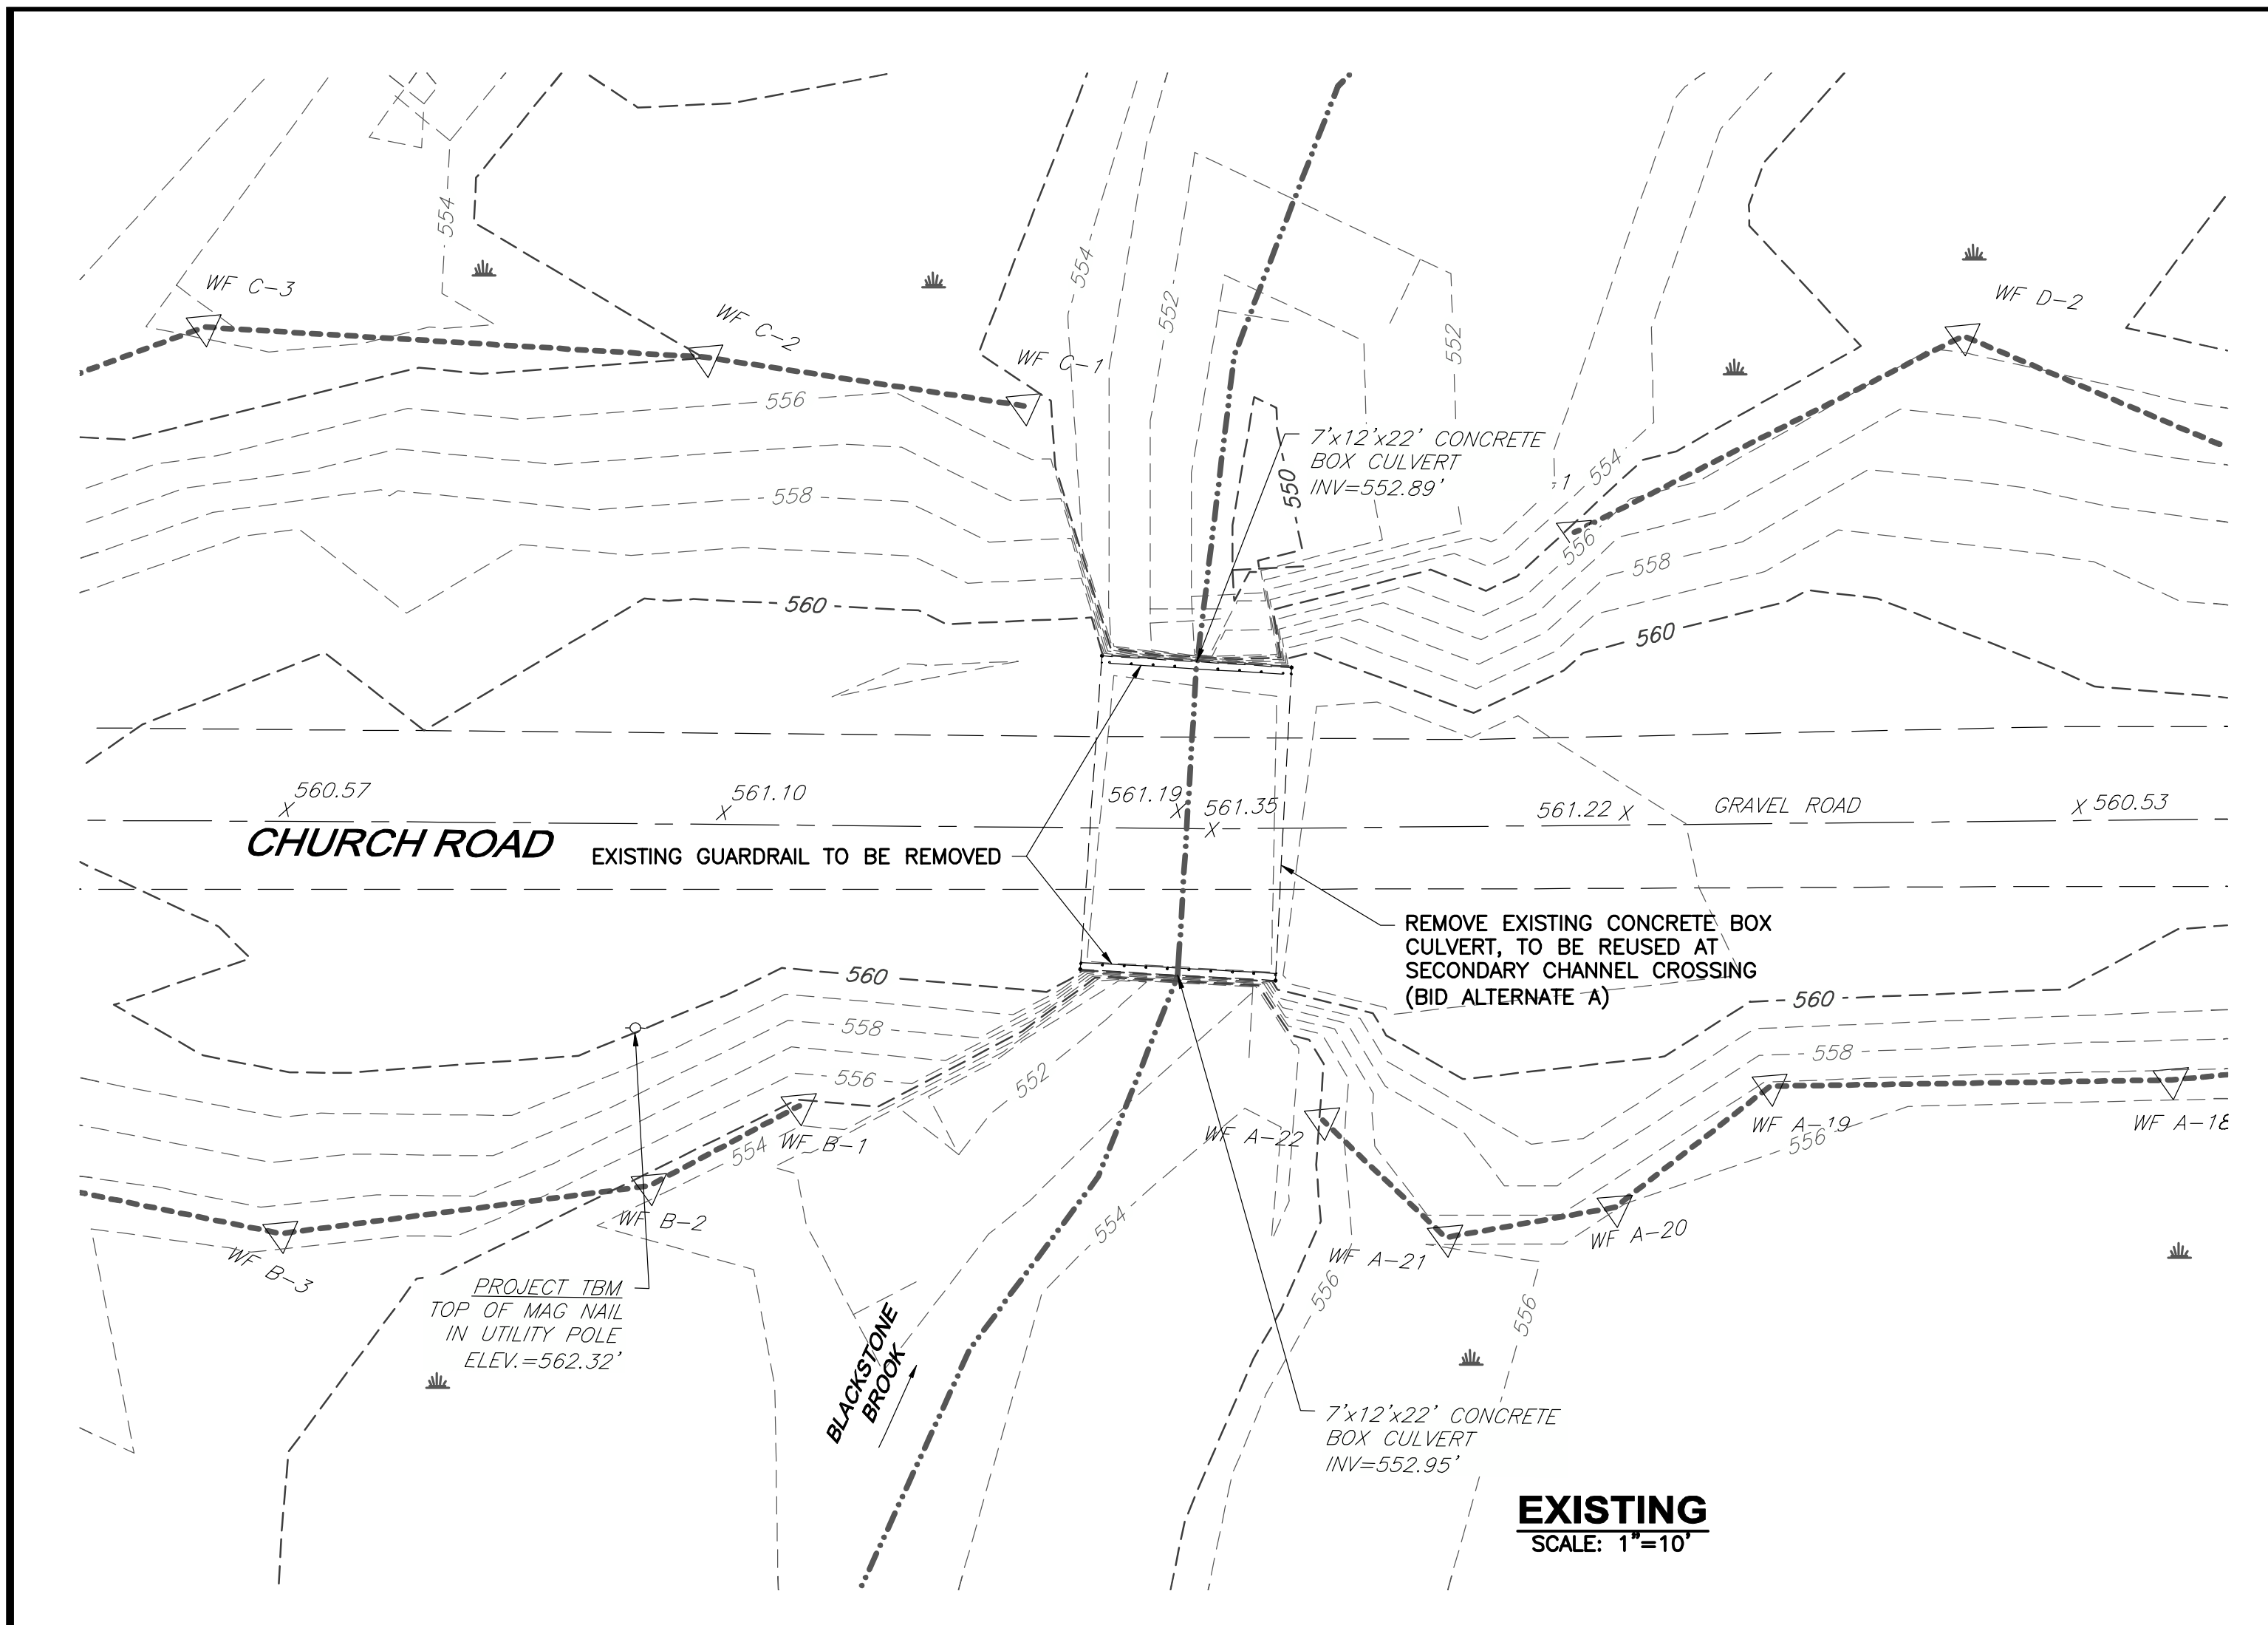 554
WF C-3
WF C-2
WF C-1
WF D-2
554
552
552
556
558
560
550
7'x12'x22' CONCRETE
BOX CULVERT
INV=552.89'
554
556
558
560
560.57
X
561.10
X
561.19
X
561.35
X
561.22 X
GRAVEL ROAD
X 560.53
CHURCH ROAD
EXISTING GUARDRAIL TO BE REMOVED
REMOVE EXISTING CONCRETE BOX
CULVERT, TO BE REUSED AT
SECONDARY CHANNEL CROSSING
(BID ALTERNATE A)
560
558
556
554
552
560
558
556
WF B-1
WF B-2
WF B-3
WF A-22
WF A-21
WF A-20
WF A-19
WF A-18
554
556
556
PROJECT TBM
TOP OF MAG NAIL
IN UTILITY POLE
ELEV.=562.32'
BLACKSTONE
BROOK
7'x12'x22' CONCRETE
BOX CULVERT
INV=552.95'
EXISTING
SCALE: 1"=10'